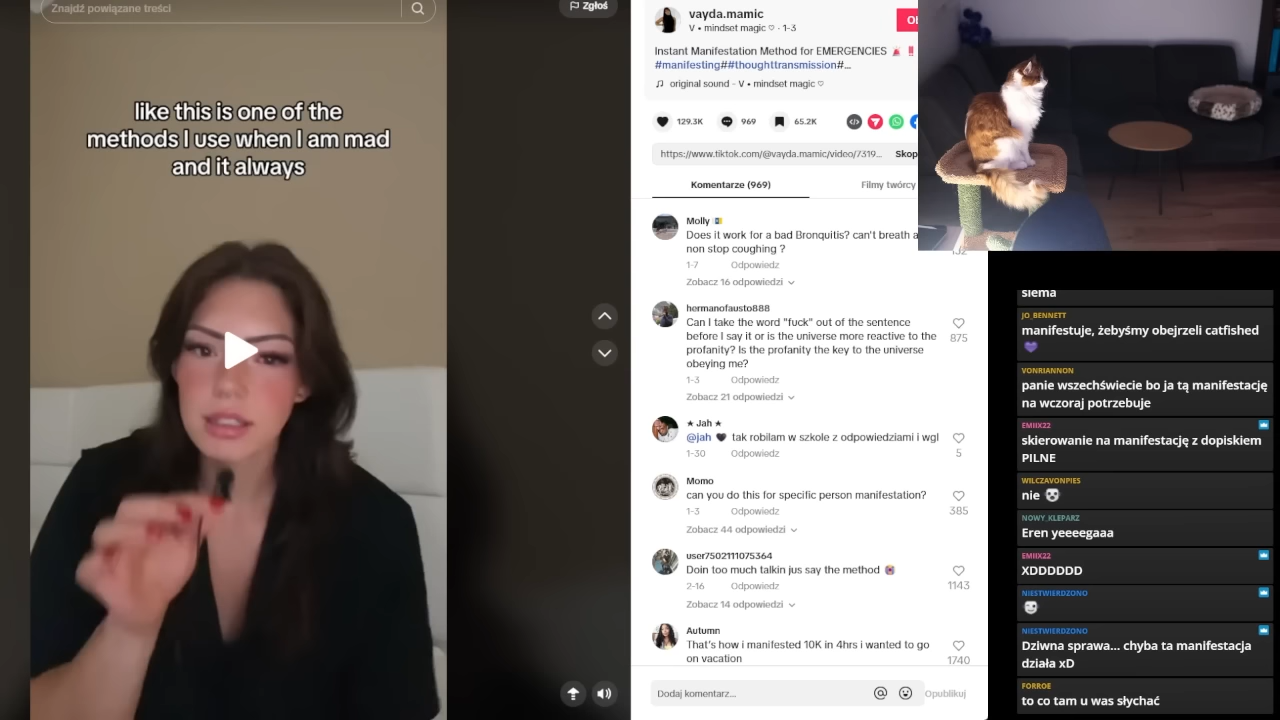 Znajdź powiązane treści
Zgłoś
like this is one of the
methods I use when I am mad
and it always
vayda.mamic
V • mindset magic ♡ · 1-3
Instant Manifestation Method for EMERGENCIES 🚨 ‼️
#manifesting##thoughttransmission#...
original sound - V • mindset magic ♡
129.3K
969
65.2K
https://www.tiktok.com/@vayda.mamic/video/7319...
Skop
Komentarze (969)
Filmy twórcy
Molly
Does it work for a bad Bronquitis? can't breath a
non stop coughing ?
1-7 Odpowiedz
Zobacz 16 odpowiedzi
hermanofausto888
Can I take the word "fuck" out of the sentence
before I say it or is the universe more reactive to the
profanity? Is the profanity the key to the universe
obeying me?
875
1-3 Odpowiedz
Zobacz 21 odpowiedzi
★ Jah ★
@jah 🖤 tak robilam w szkole z odpowiedziami i wgl
1-30 Odpowiedz
5
Momo
can you do this for specific person manifestation?
1-3 Odpowiedz
385
Zobacz 44 odpowiedzi
user7502111075364
Doin too much talkin jus say the method
2-16 Odpowiedz
1143
Zobacz 14 odpowiedzi
Autumn
That's how i manifested 10K in 4hrs i wanted to go
on vacation
1740
Dodaj komentarz...
Opublikuj
siema
JO_BENNETT
manifestuje, żebyśmy obejrzeli catfished
💜
VONRIANNON
panie wszechświecie bo ja tą manifestację
na wczoraj potrzebuje
EMIIX22
skierowanie na manifestację z dopiskiem
PILNE
WILCZAVONPIES
nie
NOWY_KLEPARZ
Eren yeeeegaaa
EMIIX22
XDDDDDD
NIESTWIERDZONO
NIESTWIERDZONO
Dziwna sprawa... chyba ta manifestacja
działa xD
FORROE
to co tam u was słychać